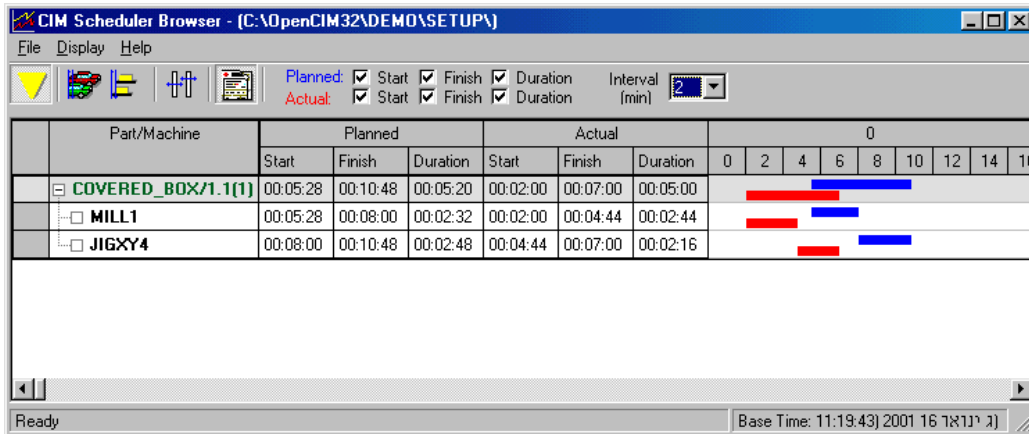 CIM Scheduler Browser - (C:\OpenCIM32\DEMO\SETUP\)
File Display Help
Planned: Start Finish Duration Interval
Actual: Start Finish Duration (min) 2
Part/Machine Planned Actual 0
Start Finish Duration Start Finish Duration 0 2 4 6 8 10 12 14 1
COVERED_BOX/1.1(1) 00:05:28 00:10:48 00:05:20 00:02:00 00:07:00 00:05:00
MILL1 00:05:28 00:08:00 00:02:32 00:02:00 00:04:44 00:02:44
JIGXY4 00:08:00 00:10:48 00:02:48 00:04:44 00:07:00 00:02:16
Ready Base Time: 11:19:43) 2001 16 ג ינואר)